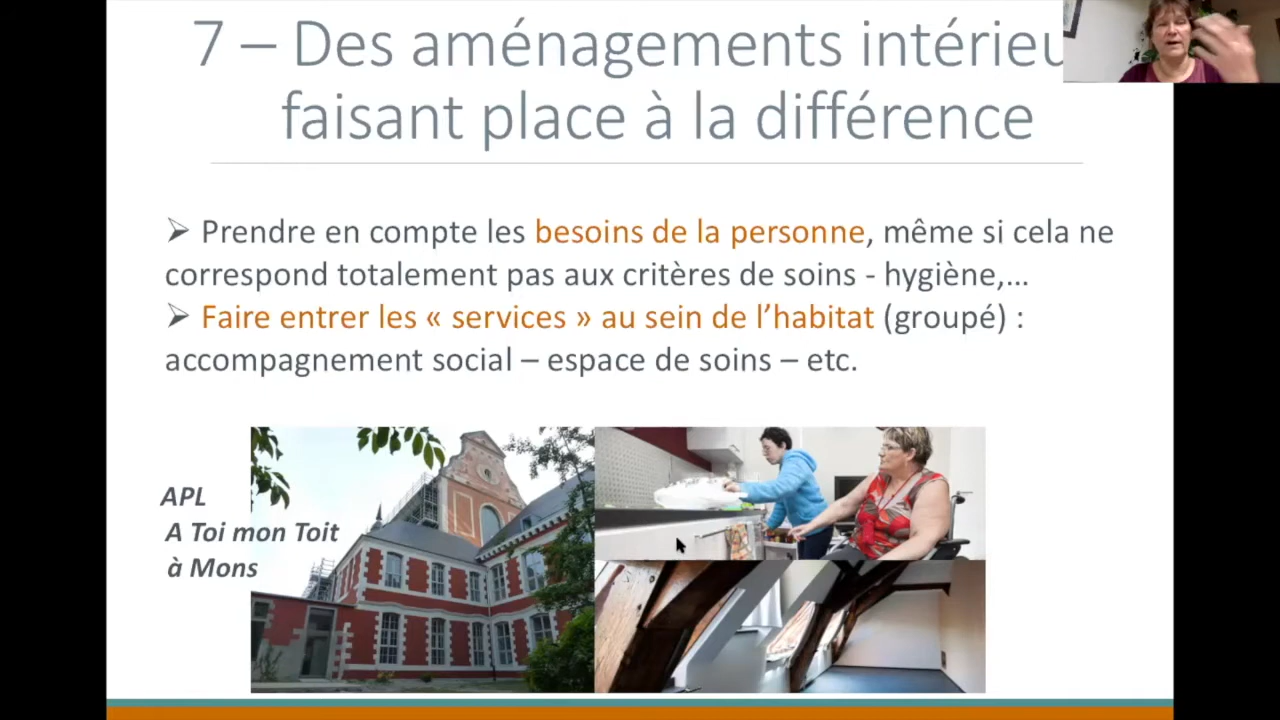 7 – Des aménagements intérieu
faisant place à la différence
➢ Prendre en compte les besoins de la personne, même si cela ne
correspond totalement pas aux critères de soins - hygiène,...
➢ Faire entrer les « services » au sein de l’habitat (groupé) :
accompagnement social – espace de soins – etc.
APL
A Toi mon Toit
à Mons